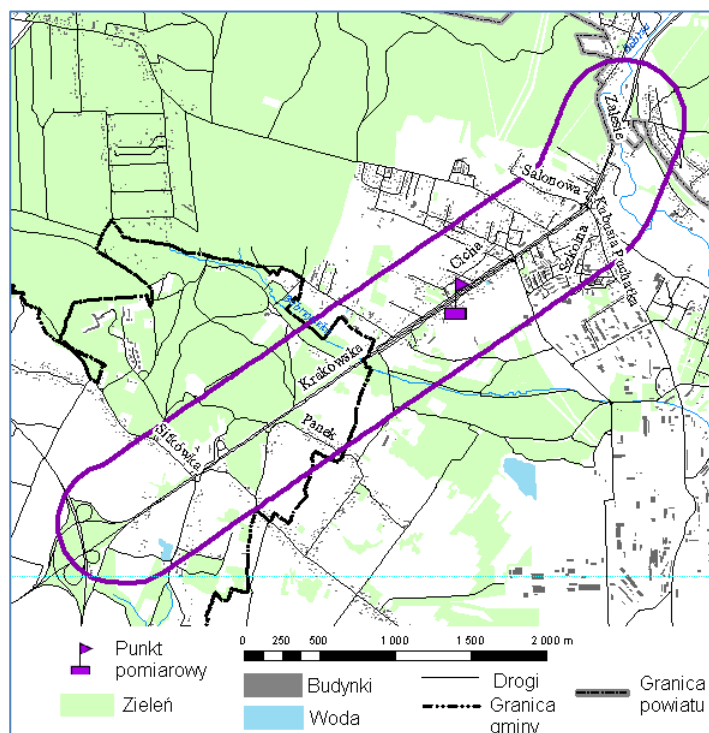 Zalesie
Salonowa
Cicha
Szkolna
Kubusia Puchatka
Krakowska
Panek
Sitkówka
0 250 500 1 000 1 500 2 000 m
Punkt
pomiarowy
Zieleń
Budynki
Woda
Drogi
Granica
gminy
Granica
powiatu